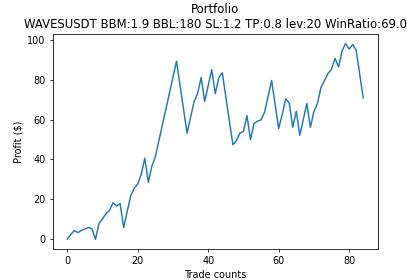 Portfolio
WAVESUSDT BBM:1.9 BBL:180 SL:1.2 TP:0.8 lev:20 WinRatio:69.0
100
80
60
40
20
0
Profit ($)
0 20 40 60 80
Trade counts